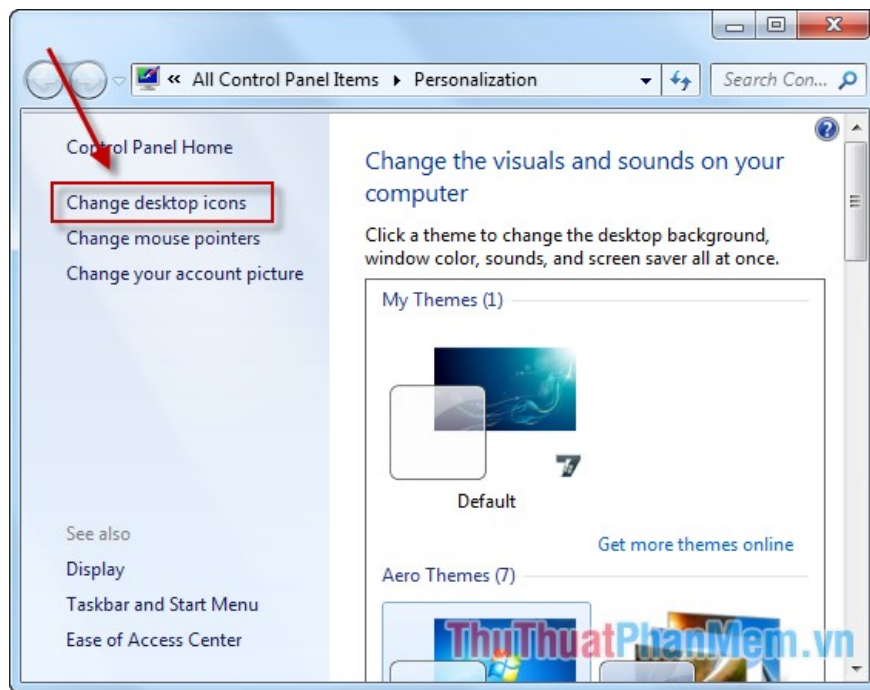 « All Control Panel Items ▸ Personalization
Search Con...
Control Panel Home
Change desktop icons
Change mouse pointers
Change your account picture
See also
Display
Taskbar and Start Menu
Ease of Access Center
Change the visuals and sounds on your
computer
Click a theme to change the desktop background,
window color, sounds, and screen saver all at once.
My Themes (1)
Default
Get more themes online
Aero Themes (7)
ThuThuatPhanMem.vn